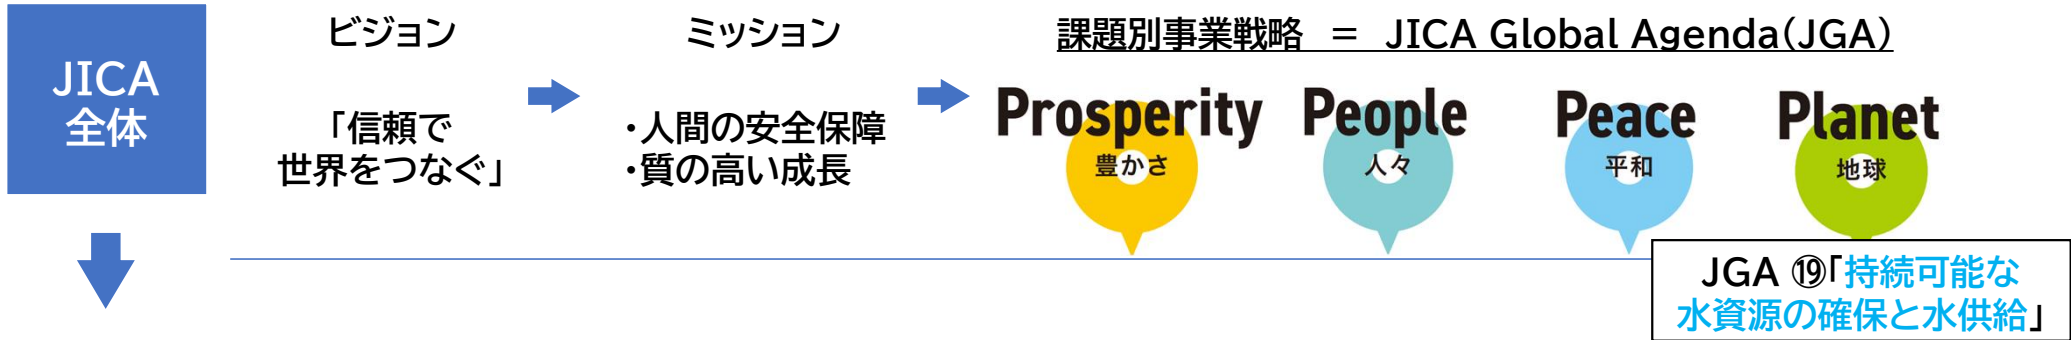 JICA
全体
ビジョン
「信頼で
世界をつなぐ」
ミッション
・人間の安全保障
・質の高い成長
課題別事業戦略 ＝ JICA Global Agenda(JGA)
Prosperity
豊かさ
People
人々
Peace
平和
Planet
地球
JGA ⑲「持続可能な
水資源の確保と水供給」